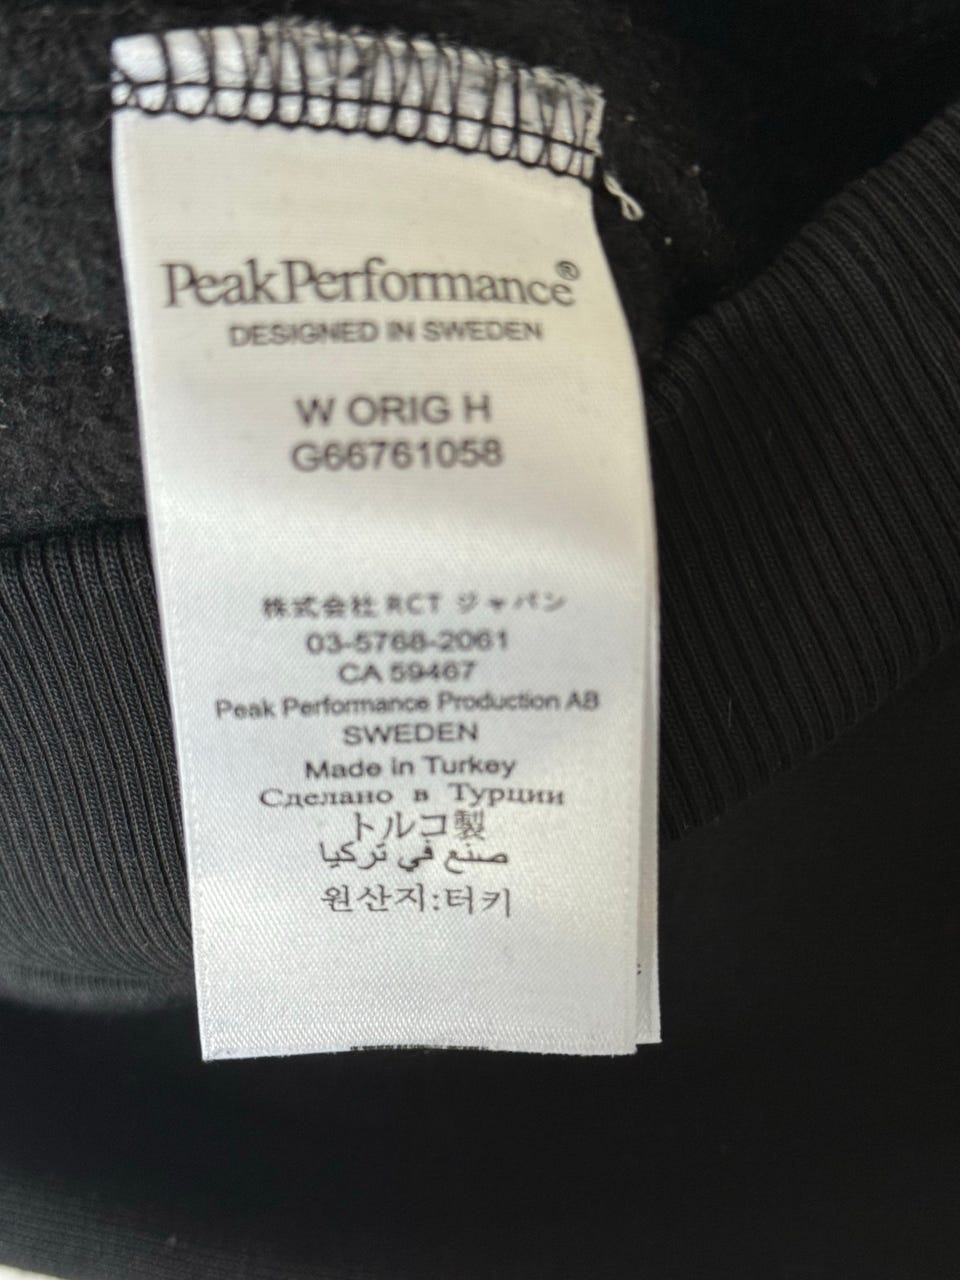 PeakPerformance®
DESIGNED IN SWEDEN
W ORIG H
G66761058
株式会社 RCT ジャパン
03-5768-2061
CA 59467
Peak Performance Production AB
SWEDEN
Made in Turkey
Сделано в Турции
トルコ製
صنع في تركيا
원산지:터키